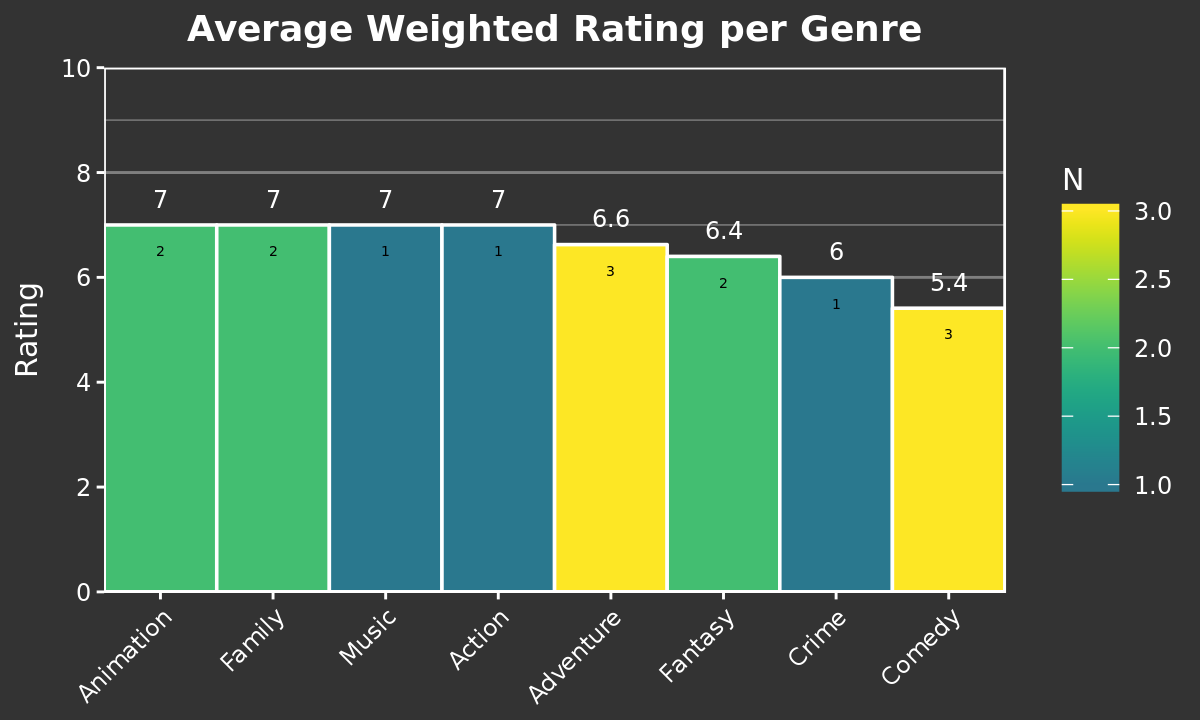 Average Weighted Rating per Genre
10
8
6
4
2
0
Rating
7 7 7 7 6.6 6.4 6 5.4
2 2 1 1 3 2 1 3
Animation Family Music Action Adventure Fantasy Crime Comedy
N
3.0
2.5
2.0
1.5
1.0